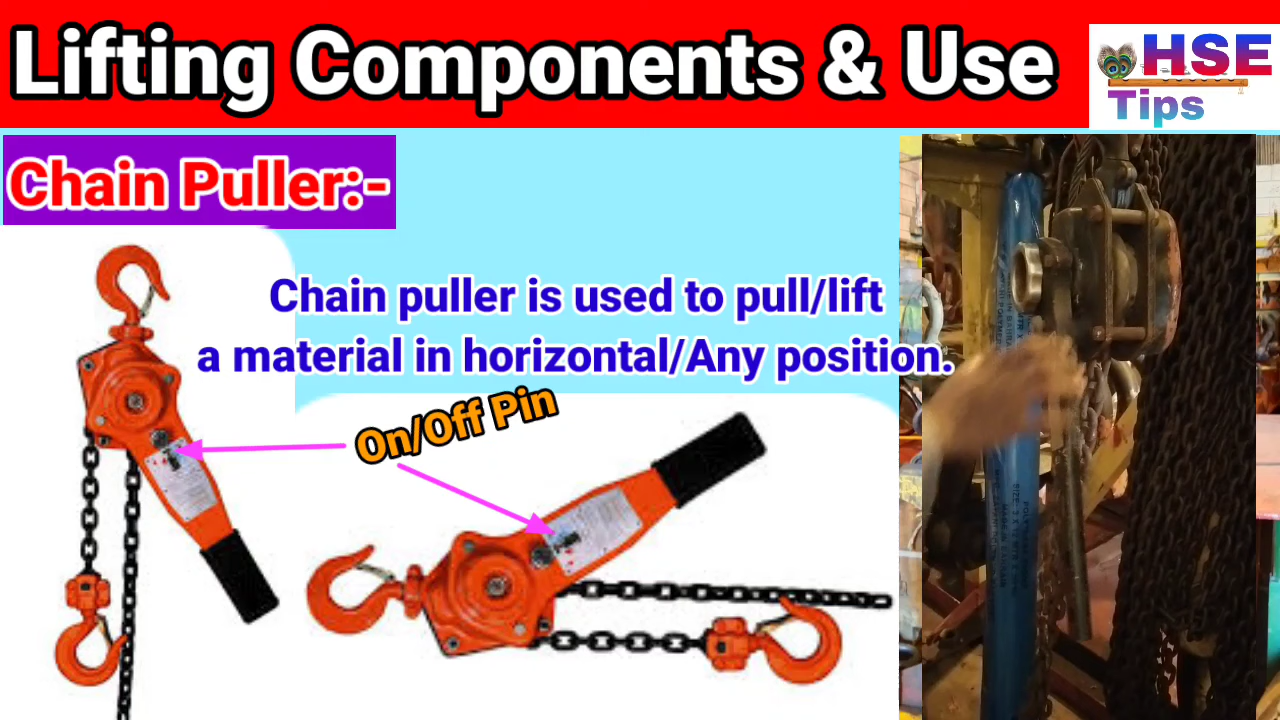 Lifting Components & Use
HSE
Tips
Chain Puller:-
Chain puller is used to pull/lift
a material in horizontal/Any position.
On/Off Pin